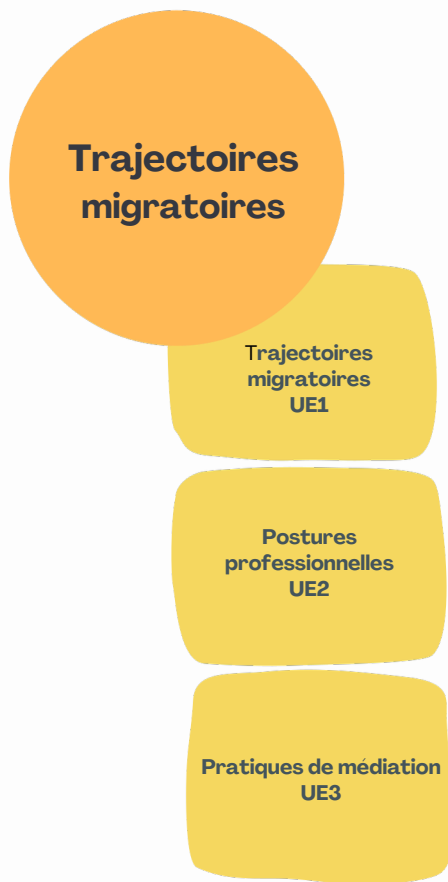 Trajectoires
migratoires
Trajectoires
migratoires
UE1
Postures
professionnelles
UE2
Pratiques de médiation
UE3